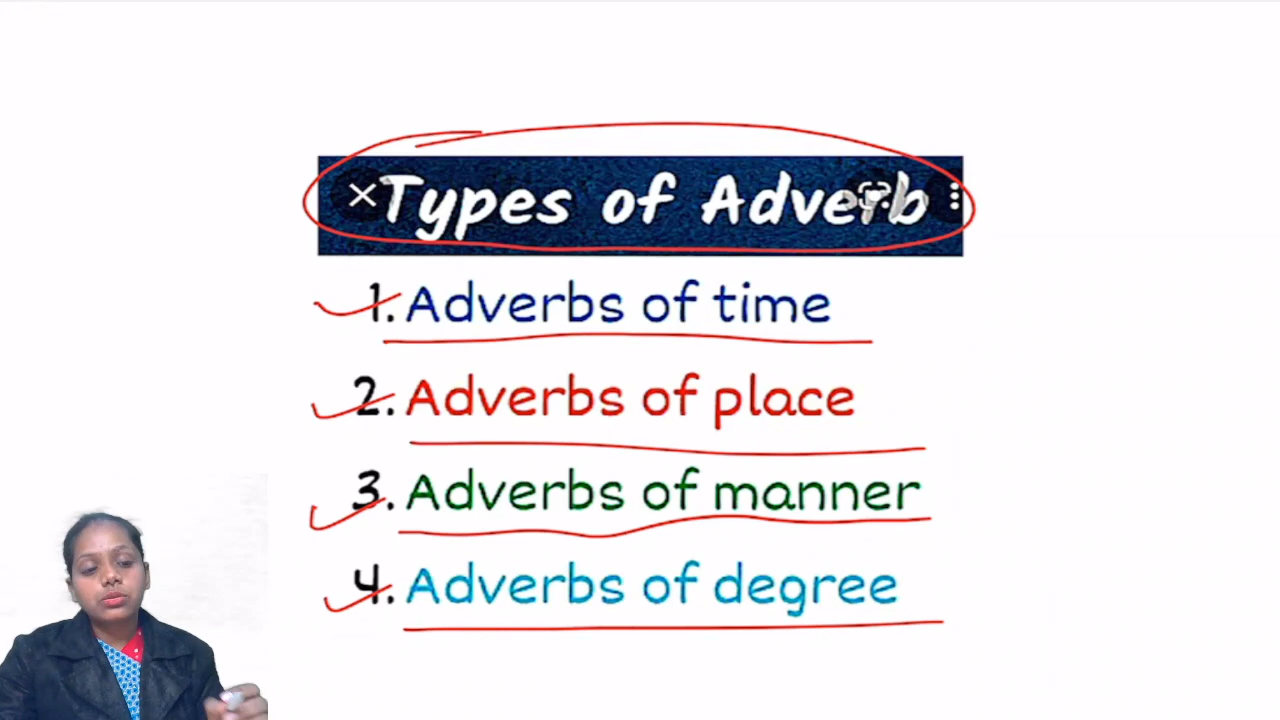 Types of Adverb
1. Adverbs of time
2. Adverbs of place
3. Adverbs of manner
4. Adverbs of degree